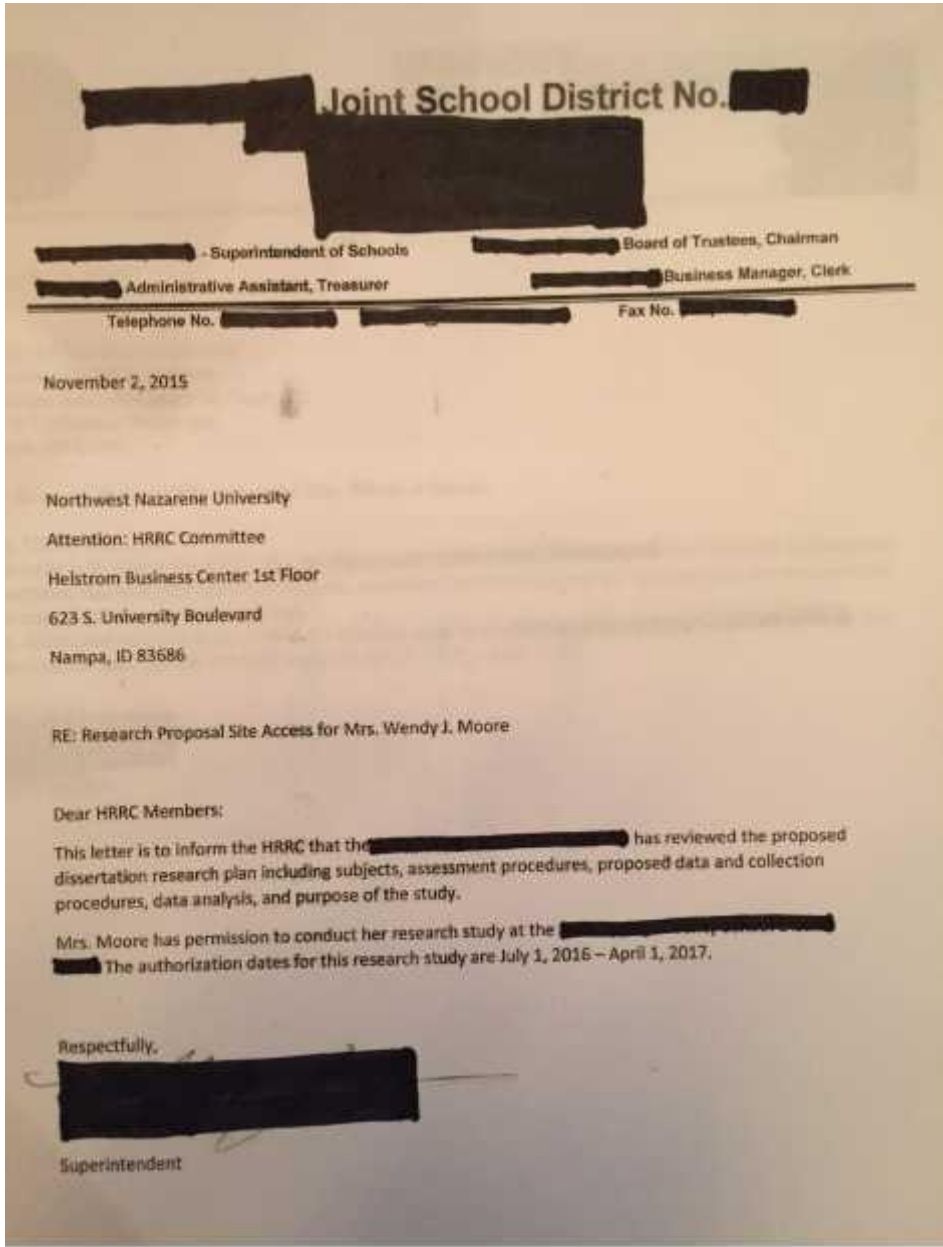 Joint School District No.
- Superintendent of Schools
Board of Trustees, Chairman
Administrative Assistant, Treasurer
Business Manager, Clerk
Telephone No.
Fax No.
November 2, 2015
Northwest Nazarene University
Attention: HRRC Committee
Helstrom Business Center 1st Floor
623 S. University Boulevard
Nampa, ID 83686
RE: Research Proposal Site Access for Mrs. Wendy J. Moore
Dear HRRC Members:
This letter is to inform the HRRC that the has reviewed the proposed
dissertation research plan including subjects, assessment procedures, proposed data and collection
procedures, data analysis, and purpose of the study.
Mrs. Moore has permission to conduct her research study at the
The authorization dates for this research study are July 1, 2016 – April 1, 2017.
Respectfully,
Superintendent